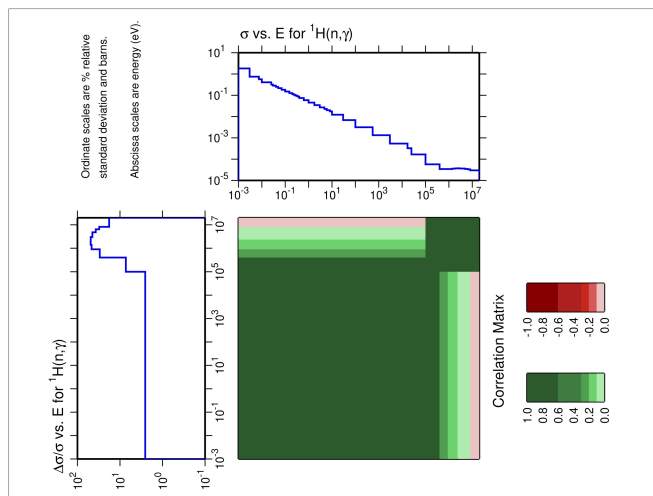 σ vs. E for ¹H(n,γ)
Ordinate scales are % relative
standard deviation and barns.
Abscissa scales are energy (eV).
10¹
10⁻¹
10⁻³
10⁻⁵
10⁻³ 10⁻¹ 10¹ 10³ 10⁵ 10⁷
Δσ/σ vs. E for ¹H(n,γ)
10⁷
10⁵
10³
10¹
10⁻¹
10⁻³
10² 10¹ 10⁰ 10⁻¹
Correlation Matrix
-1.0 -0.8 -0.6 -0.4 -0.2 0.0
1.0 0.8 0.6 0.4 0.2 0.0